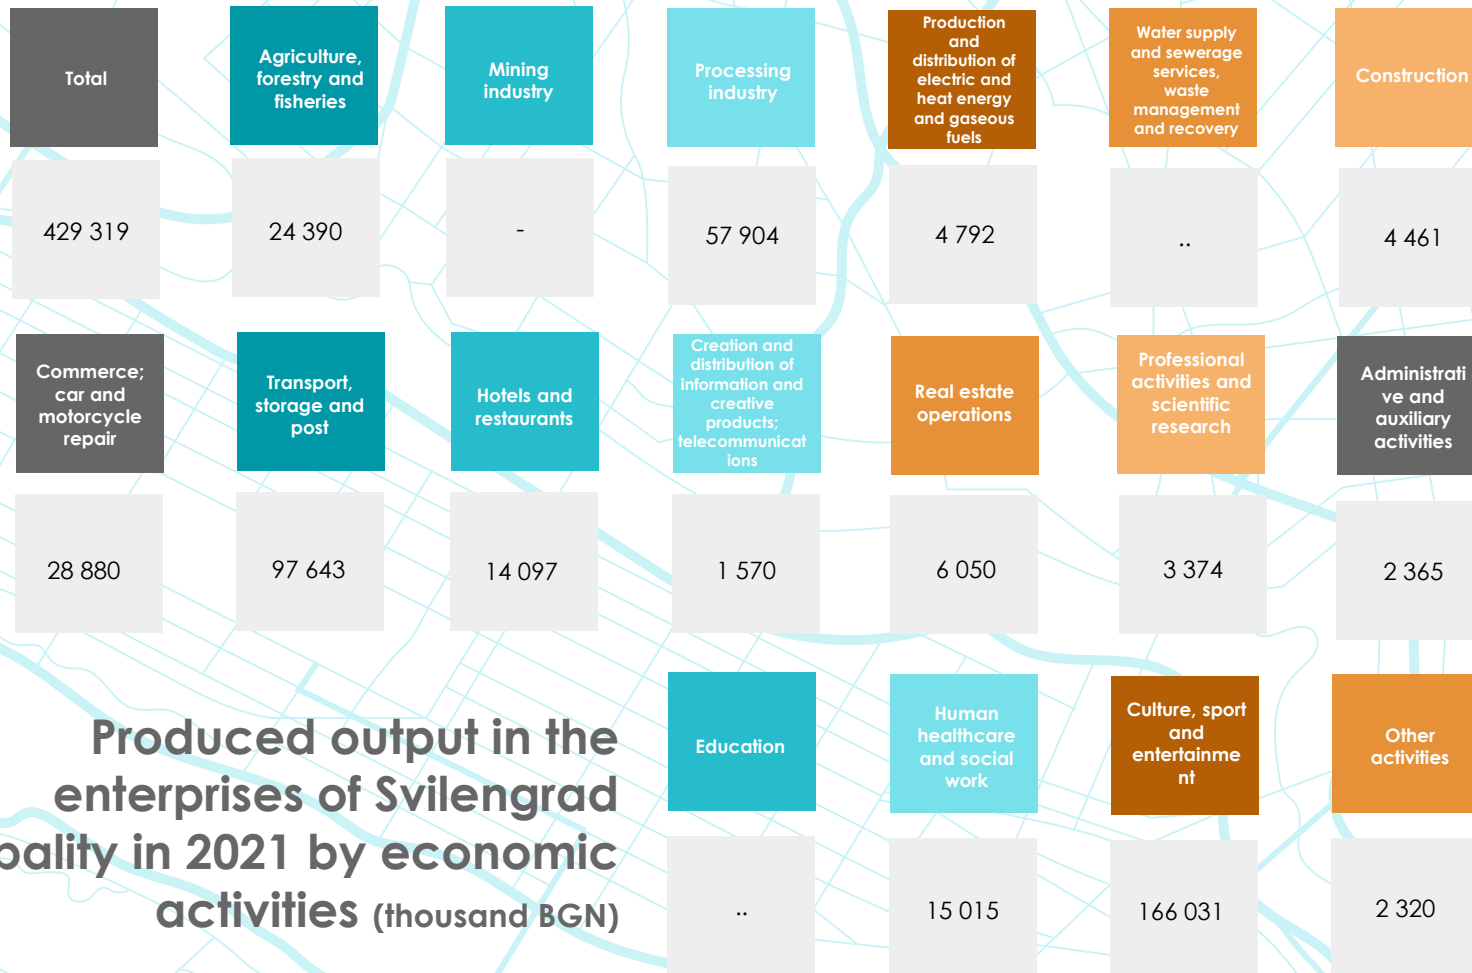 Total
Agriculture,
forestry and
fisheries
Mining
industry
Processing
industry
Production
and
distribution of
electric and
heat energy
and gaseous
fuels
Water supply
and sewerage
services,
waste
management
and recovery
Construction
429 319
24 390
-
57 904
4 792
..
4 461
Commerce;
car and
motorcycle
repair
Transport,
storage and
post
Hotels and
restaurants
Creation and
distribution of
information and
creative
products;
telecommunicat
ions
Real estate
operations
Professional
activities and
scientific
research
Administrati
ve and
auxiliary
activities
28 880
97 643
14 097
1 570
6 050
3 374
2 365
Education
Human
healthcare
and social
work
Culture, sport
and
entertainme
nt
Other
activities
..
15 015
166 031
2 320
Produced output in the
enterprises of Svilengrad
pality in 2021 by economic
activities (thousand BGN)